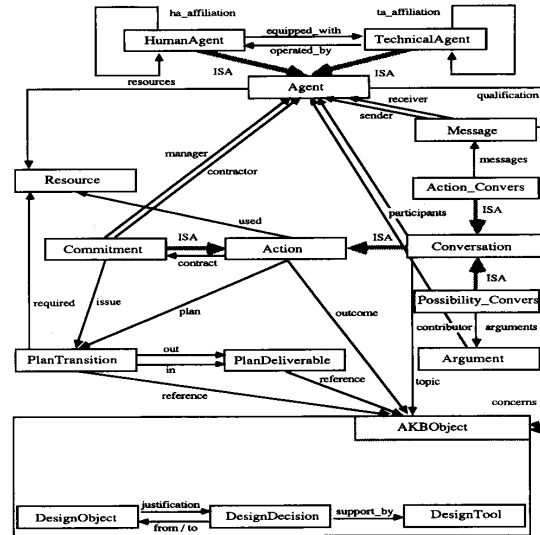 ha_affiliation
ta_affiliation
HumanAgent
equipped_with
operated_by
TechnicalAgent
resources
ISA
ISA
Agent
qualification
receiver
sender
Message
manager
contractor
messages
Resource
Action_Convers
used
participants
ISA
Commitment
ISA
contract
Action
ISA
Conversation
ISA
required
issue
plan
outcome
Possibility_Convers
contributor
arguments
PlanTransition
out
in
PlanDeliverable
Argument
reference
reference
topic
concerns
AKBObject
DesignObject
justification
from / to
DesignDecision
support_by
DesignTool